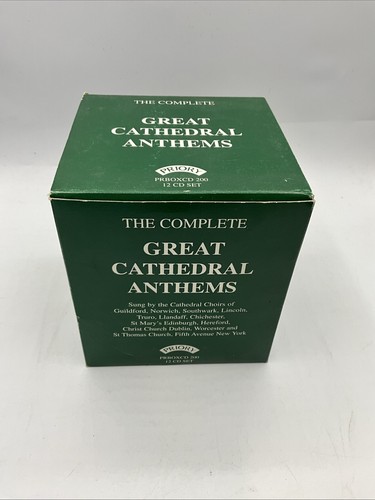 THE COMPLETE
GREAT
CATHEDRAL
ANTHEMS
PRIORY
PRBOXCD 200
12 CD SET
THE COMPLETE
GREAT
CATHEDRAL
ANTHEMS
Sung by the Cathedral Choirs of
Guildford, Norwich, Southwark, Lincoln,
Truro, Llandaff, Chichester,
St Mary's Edinburgh, Hereford,
Christ Church Dublin, Worcester and
St Thomas Church, Fifth Avenue New York
PRIORY
PRBOXCD 200
12 CD SET